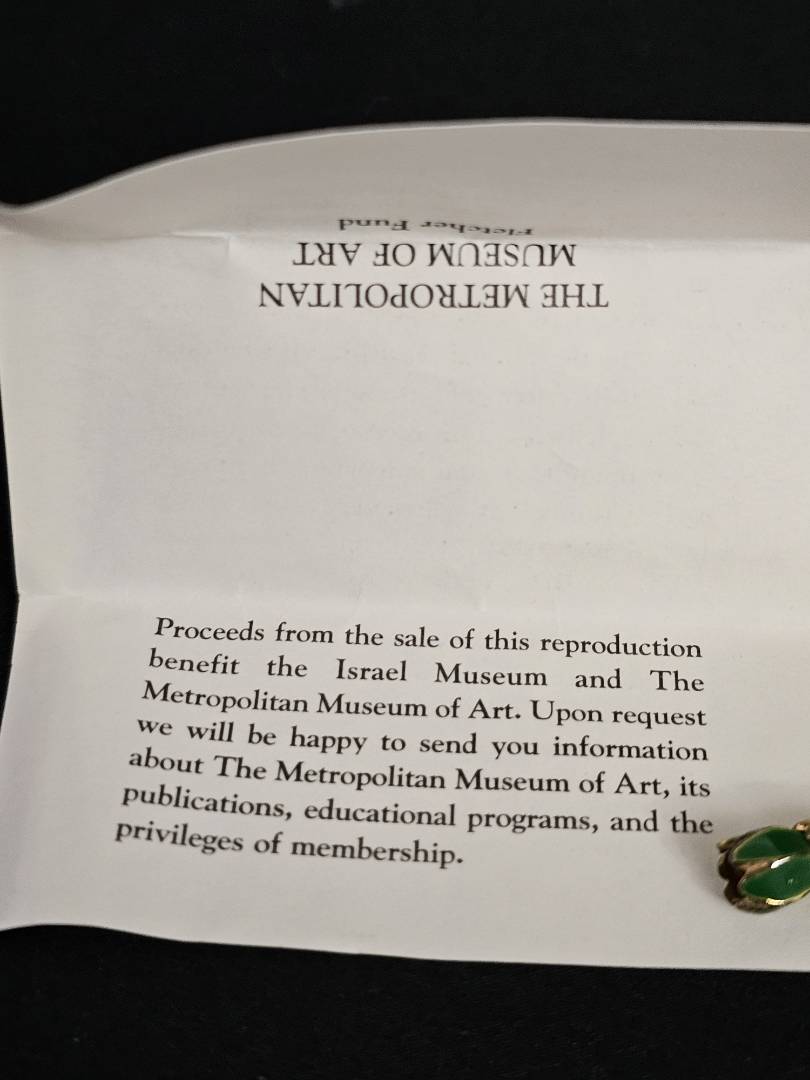 THE METROPOLITAN
MUSEUM OF ART
Fletcher Fund
Proceeds from the sale of this reproduction
benefit the Israel Museum and The
Metropolitan Museum of Art. Upon request
we will be happy to send you information
about The Metropolitan Museum of Art, its
publications, educational programs, and the
privileges of membership.